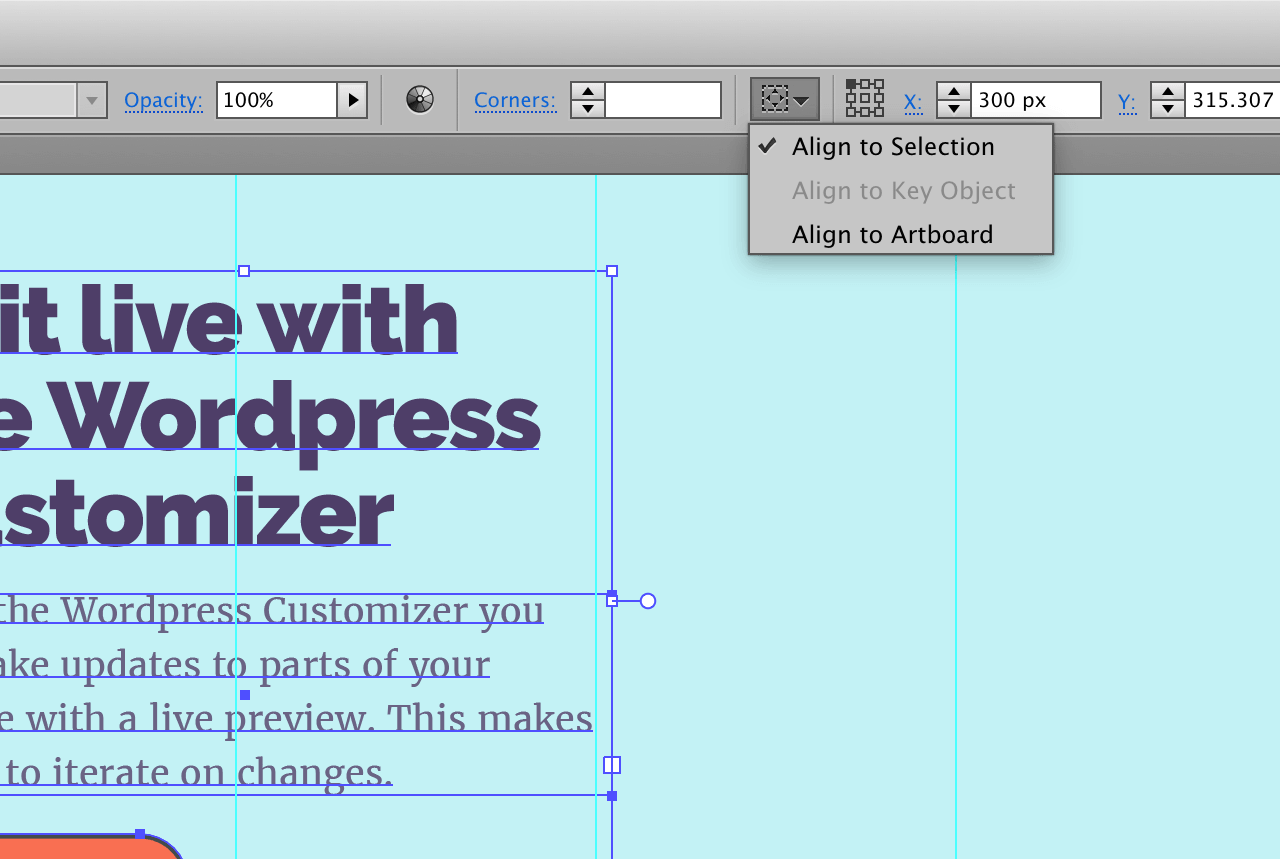 Opacity: 100% Corners: X: 300 px Y: 315.307
Align to Selection
Align to Key Object
Align to Artboard
it live with
e Wordpress
stomizer
the Wordpress Customizer you
ake updates to parts of your
e with a live preview. This makes
to iterate on changes.